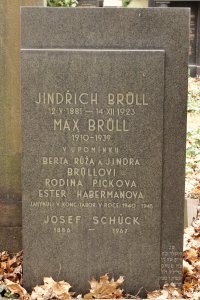 JINDŘICH BRÜLL
12·V·1881 — 14·XII·1923
MAX BRÜLL
1910-1939
V UPOMÍNKU
BERTA RŮŽA A JINDRA
BRÜLLOVI
RODINA PICKOVA
ESTER HABERMANOVÁ
ZAHYNULI V KONC·TÁBOR·V ROCE·1940-1945
JOSEF SCHÜCK
1886 - 1967